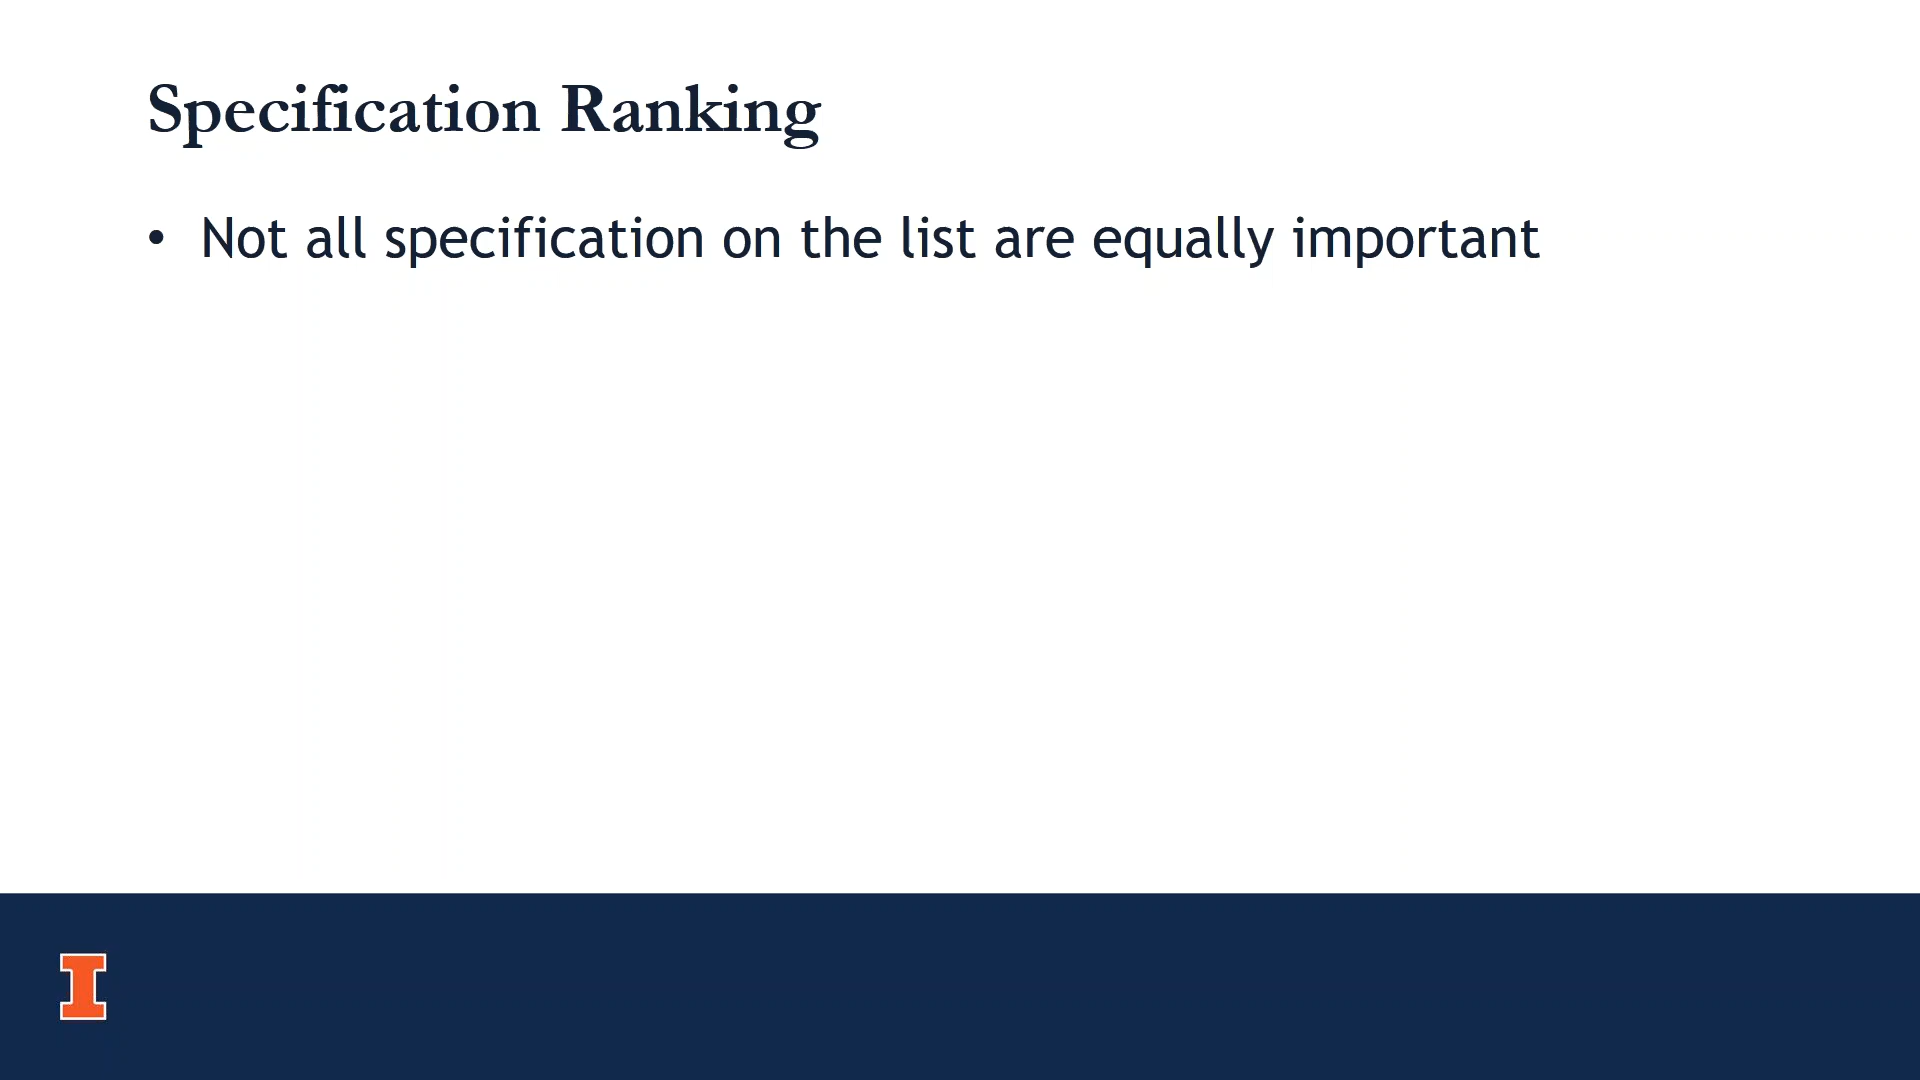 Specification Ranking
• Not all specification on the list are equally important
I